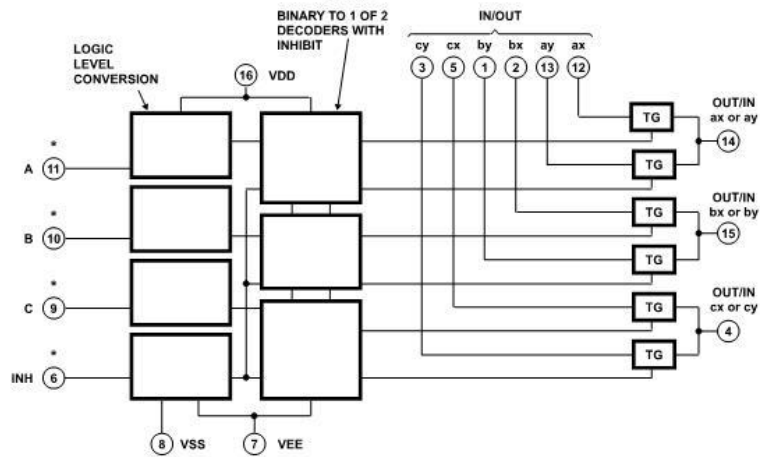 BINARY TO 1 OF 2
DECODERS WITH
INHIBIT
IN/OUT
LOGIC
LEVEL
CONVERSION
cy cx by bx ay ax
16 VDD
3 5 1 2 13 12
TG
OUT/IN
ax or ay
14
*
A 11
TG
*
B 10
TG
OUT/IN
bx or by
15
TG
*
C 9
TG
OUT/IN
cx or cy
4
TG
*
INH 6
8 VSS
7 VEE